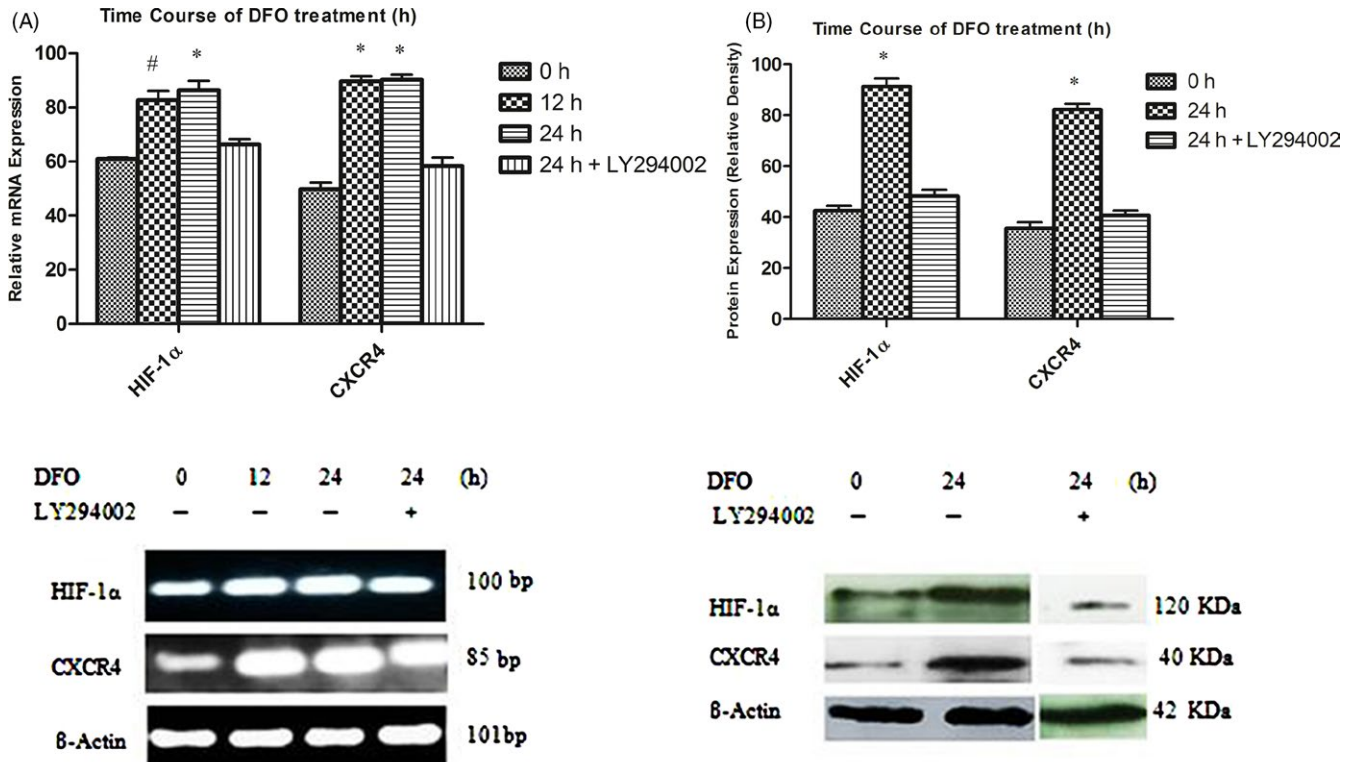 (A)
Time Course of DFO treatment (h)
Relative mRNA Expression
100
80
60
40
20
0
# *
* *
HIF-1α
CXCR4
0 h
12 h
24 h
24 h + LY294002
(B)
Time Course of DFO treatment (h)
Protein Expression (Relative Density)
100
80
60
40
20
0
*
*
HIF-1α
CXCR4
0 h
24 h
24 h + LY294002
DFO 0 12 24 24 (h)
LY294002 – – – +
HIF-1α 100 bp
CXCR4 85 bp
ß-Actin 101bp
DFO 0 24 24 (h)
LY294002 – – +
HIF-1α 120 KDa
CXCR4 40 KDa
ß-Actin 42 KDa